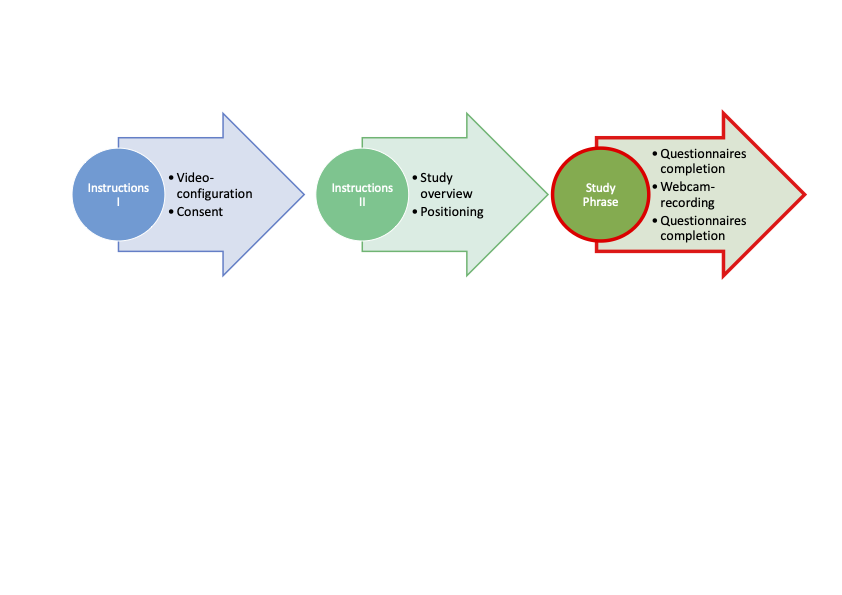 Instructions
I
• Video-
configuration
• Consent
Instructions
II
• Study
overview
• Positioning
Study
Phrase
• Questionnaires
completion
• Webcam-
recording
• Questionnaires
completion